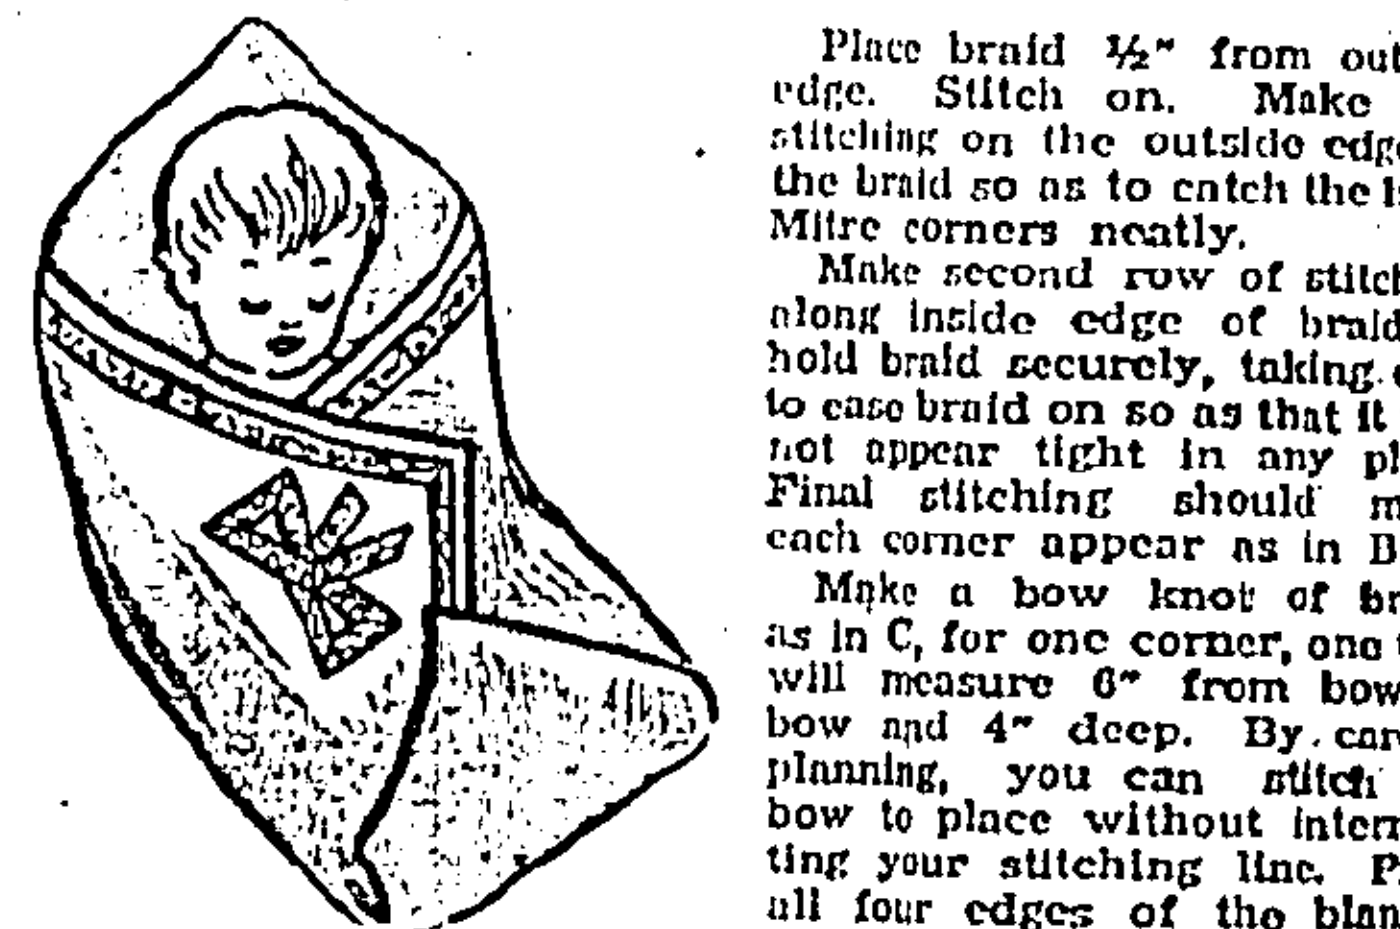 Place braid ½" from out
edge. Stitch on. Make
stitching on the outside edge
the braid so as to catch the
Mitre corners neatly.
Make second row of stitch
along inside edge of braid
hold braid securely, taking
to ease braid on so as that it
not appear tight in any pl
Final stitching should m
each corner appear as in B
Make a bow knot of br
as in C, for one corner, one
will measure 6" from bow
bow and 4" deep. By car
planning, you can stitch
bow to place without interr
ting your stitching line. P
all four edges of the blan